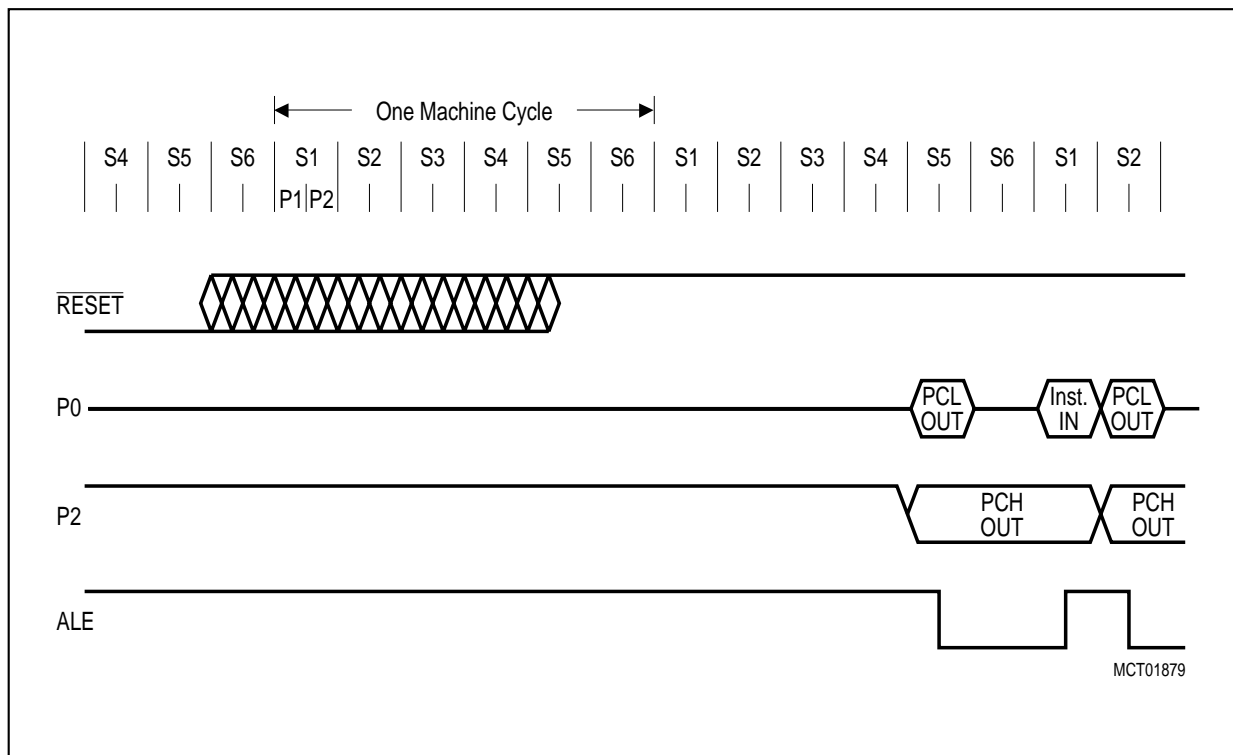 One Machine Cycle
S4 S5 S6 S1 S2 S3 S4 S5 S6 S1 S2 S3 S4 S5 S6 S1 S2
P1 P2
RESET
P0
PCL OUT
Inst. IN
PCL OUT
P2
PCH OUT
PCH OUT
ALE
MCT01879